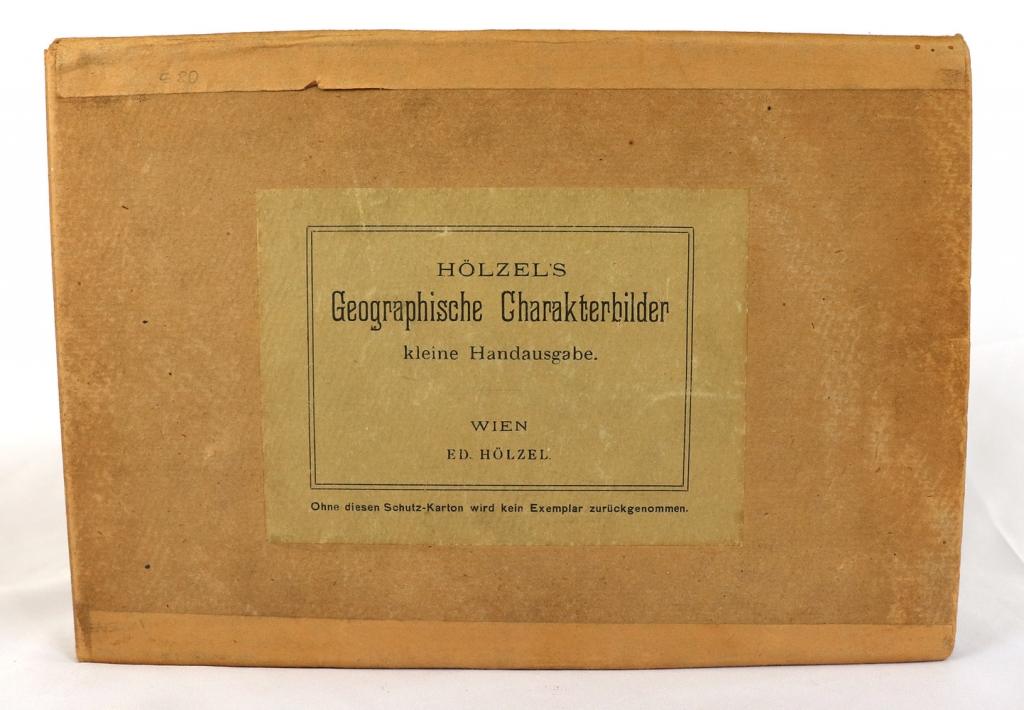 HÖLZEL'S
Geographische Charakterbilder
kleine Handausgabe.
WIEN
ED. HÖLZEL.
Ohne diesen Schutz-Karton wird kein Exemplar zurückgenommen.